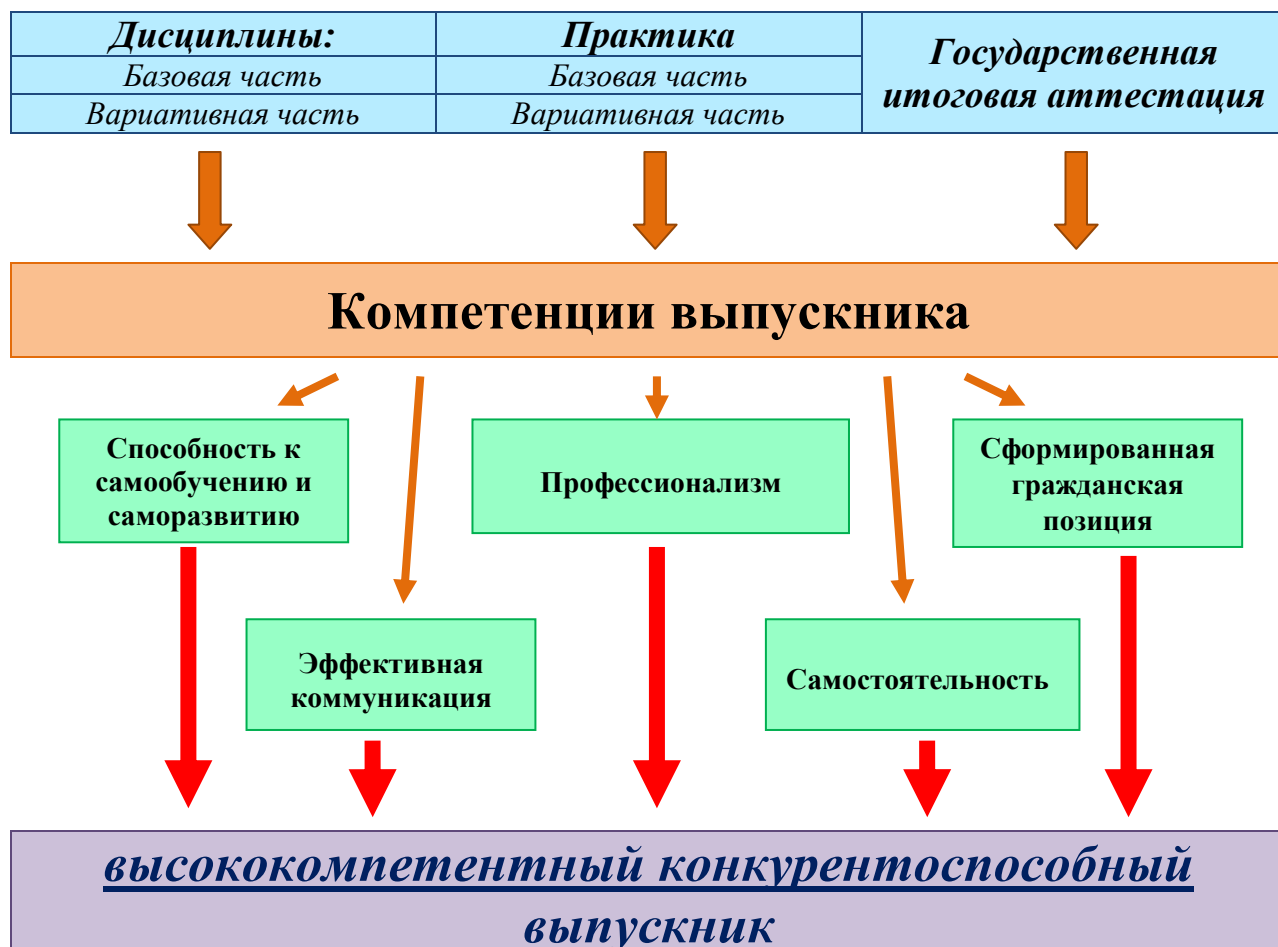 Дисциплины:
Базовая часть
Вариативная часть
Практика
Базовая часть
Вариативная часть
Государственная
итоговая аттестация
Компетенции выпускника
Способность к
самообучению и
саморазвитию
Профессионализм
Сформированная
гражданская
позиция
Эффективная
коммуникация
Самостоятельность
высококомпетентный конкурентоспособный
выпускник